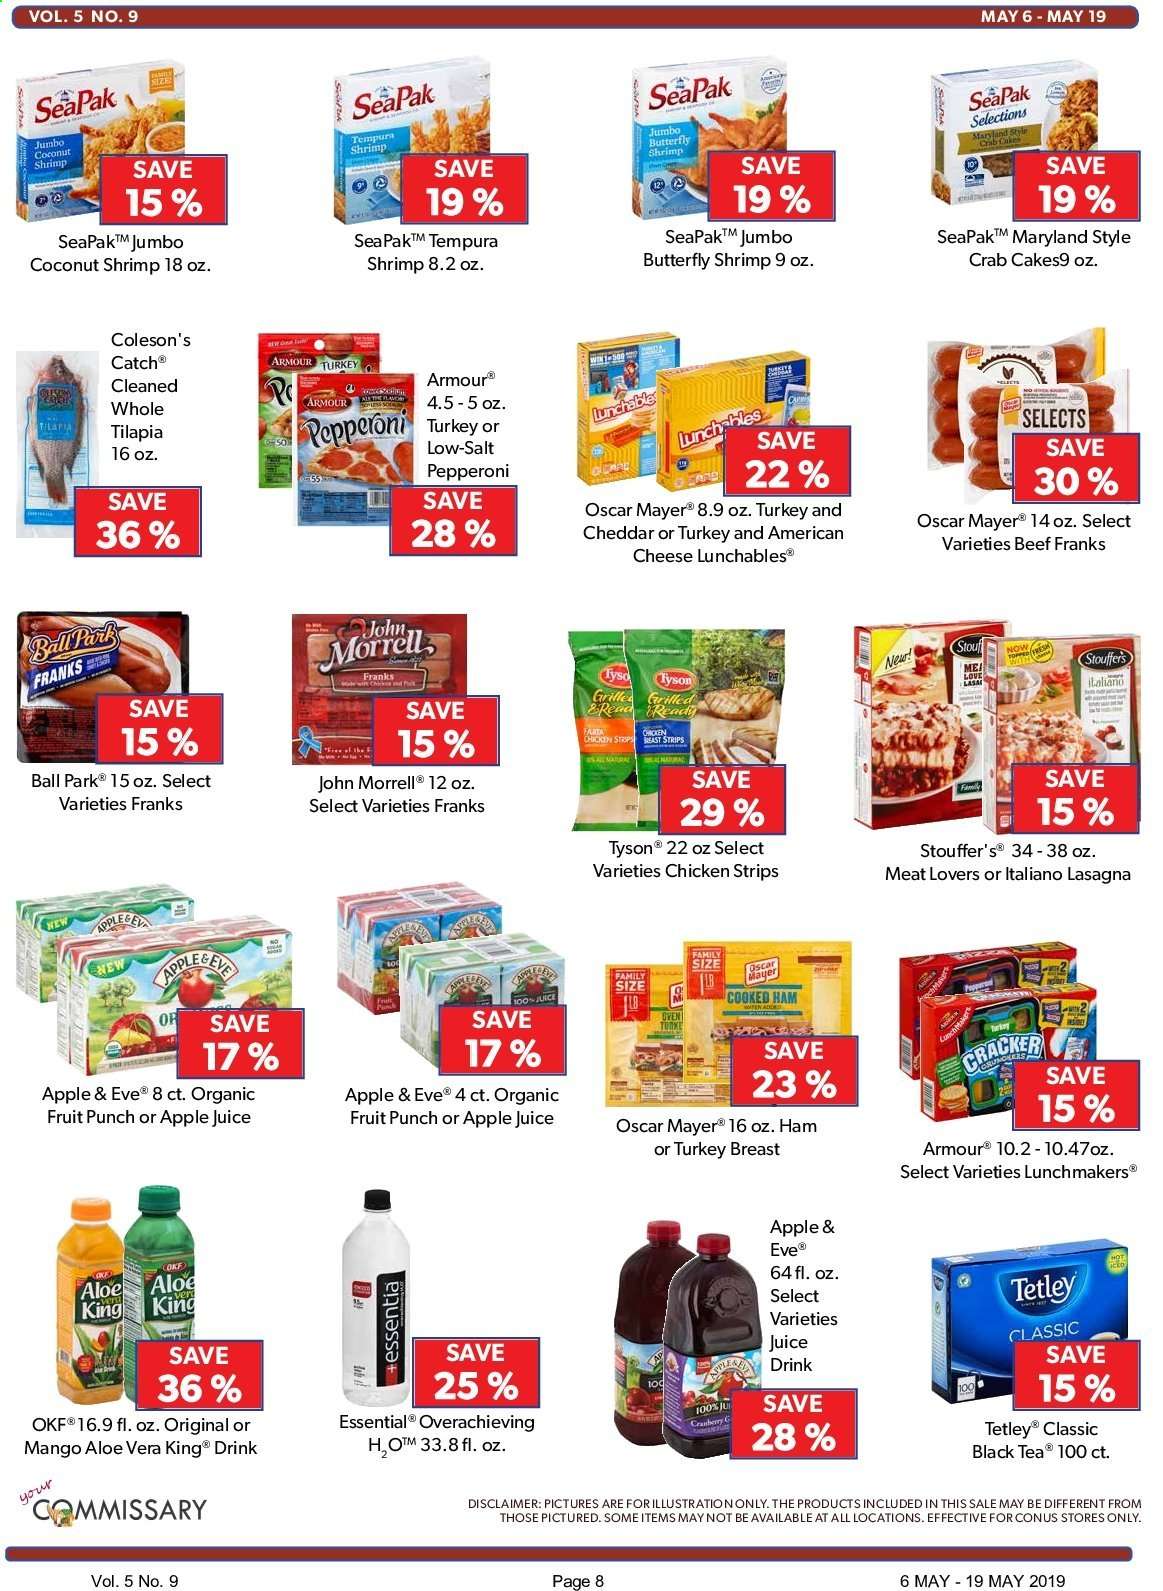 VOL. 5 NO. 9
MAY 6 - MAY 19
SAVE
15 %
SeaPak™ Jumbo
Coconut Shrimp 18 oz.
SAVE
19 %
SeaPak™ Tempura
Shrimp 8.2 oz.
SAVE
19 %
SeaPak™ Jumbo
Butterfly Shrimp 9 oz.
SAVE
19 %
SeaPak™ Maryland Style
Crab Cakes9 oz.
Coleson's
Catch®
Cleaned
Whole
Tilapia
16 oz.
SAVE
36 %
Armour®
4.5 - 5 oz.
Turkey or
Low-Salt
Pepperoni
SAVE
28 %
SAVE
22 %
Oscar Mayer® 8.9 oz. Turkey and
Cheddar or Turkey and American
Cheese Lunchables®
SAVE
30 %
Oscar Mayer® 14 oz. Select
Varieties Beef Franks
SAVE
15 %
Ball Park® 15 oz. Select
Varieties Franks
SAVE
15 %
John Morrell® 12 oz.
Select Varieties Franks
SAVE
29 %
Tyson® 22 oz Select
Varieties Chicken Strips
SAVE
15 %
Stouffer's® 34 - 38 oz.
Meat Lovers or Italiano Lasagna
SAVE
17 %
Apple & Eve® 8 ct. Organic
Fruit Punch or Apple Juice
SAVE
17 %
Apple & Eve® 4 ct. Organic
Fruit Punch or Apple Juice
SAVE
23 %
Oscar Mayer® 16 oz. Ham
or Turkey Breast
SAVE
15 %
Armour® 10.2 - 10.47oz.
Select Varieties Lunchmakers®
SAVE
36 %
OKF® 16.9 fl. oz. Original or
Mango Aloe Vera King® Drink
SAVE
25 %
Essential® Overachieving
H2O™ 33.8 fl. oz.
Apple &
Eve®
64 fl. oz.
Select
Varieties
Juice
Drink
SAVE
28 %
SAVE
15 %
Tetley® Classic
Black Tea® 100 ct.
your
COMMISSARY
DISCLAIMER: PICTURES ARE FOR ILLUSTRATION ONLY. THE PRODUCTS INCLUDED IN THIS SALE MAY BE DIFFERENT FROM
THOSE PICTURED. SOME ITEMS MAY NOT BE AVAILABLE AT ALL LOCATIONS. EFFECTIVE FOR CONUS STORES ONLY.
Vol. 5 No. 9
Page 8
6 MAY - 19 MAY 2019